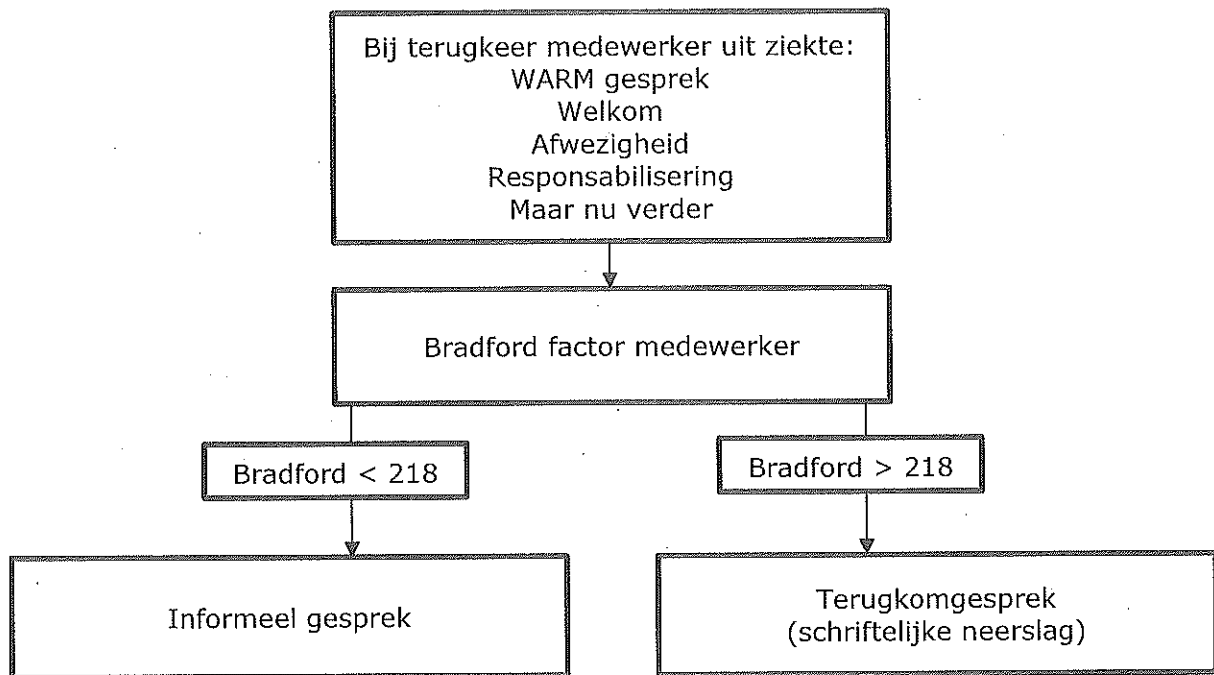 Bij terugkeer medewerker uit ziekte:
WARM gesprek
Welkom
Afwezigheid
Responsabilisering
Maar nu verder
Bradford factor medewerker
Bradford < 218
Bradford > 218
Informeel gesprek
Terugkomgesprek
(schriftelijke neerslag)